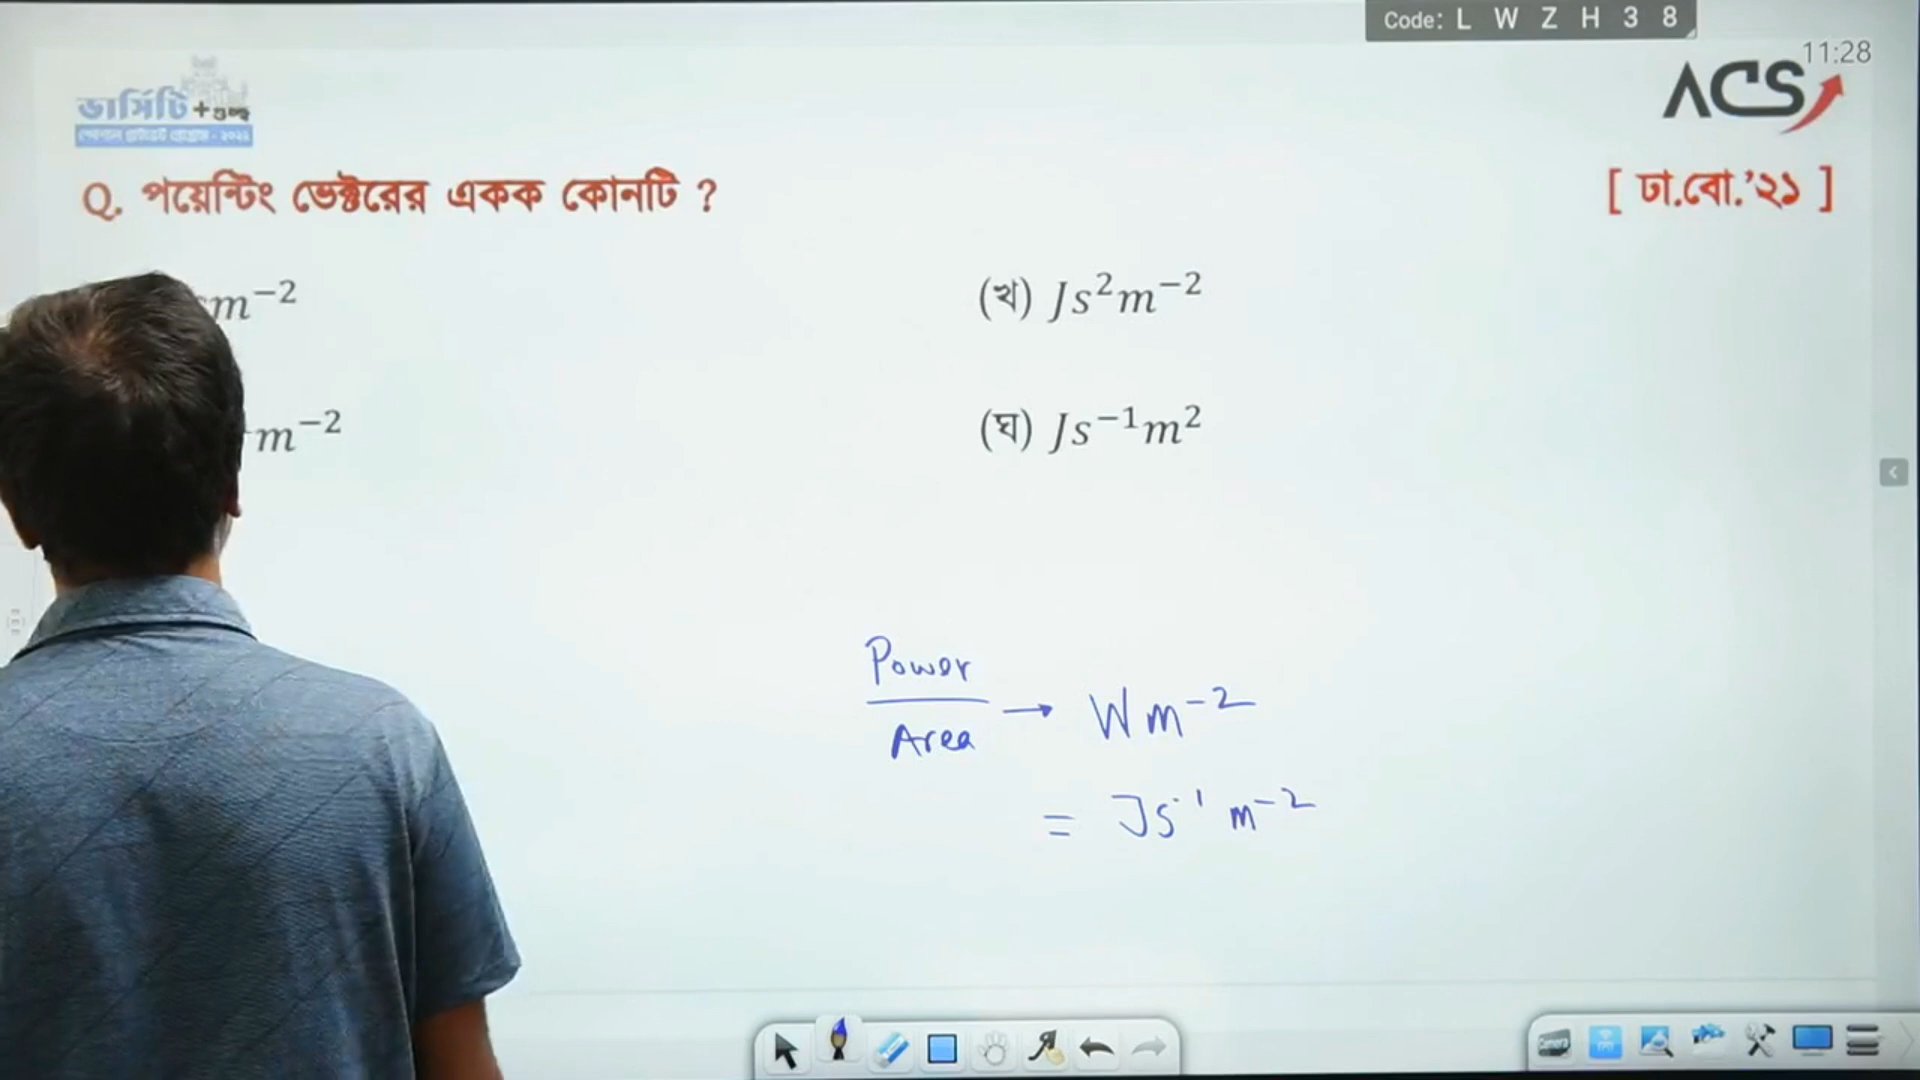 Code: L W Z H 3 8
11:28
ভার্সিটি +
ACS
Q. পয়েন্টিং ভেক্টরের একক কোনটি ?
[ ঢা.বো.’২১ ]
m⁻²
(খ) Js²m⁻²
m⁻²
(ঘ) Js⁻¹m²
Power
Area
→ Wm⁻²
= Js⁻¹ m⁻²
Camera